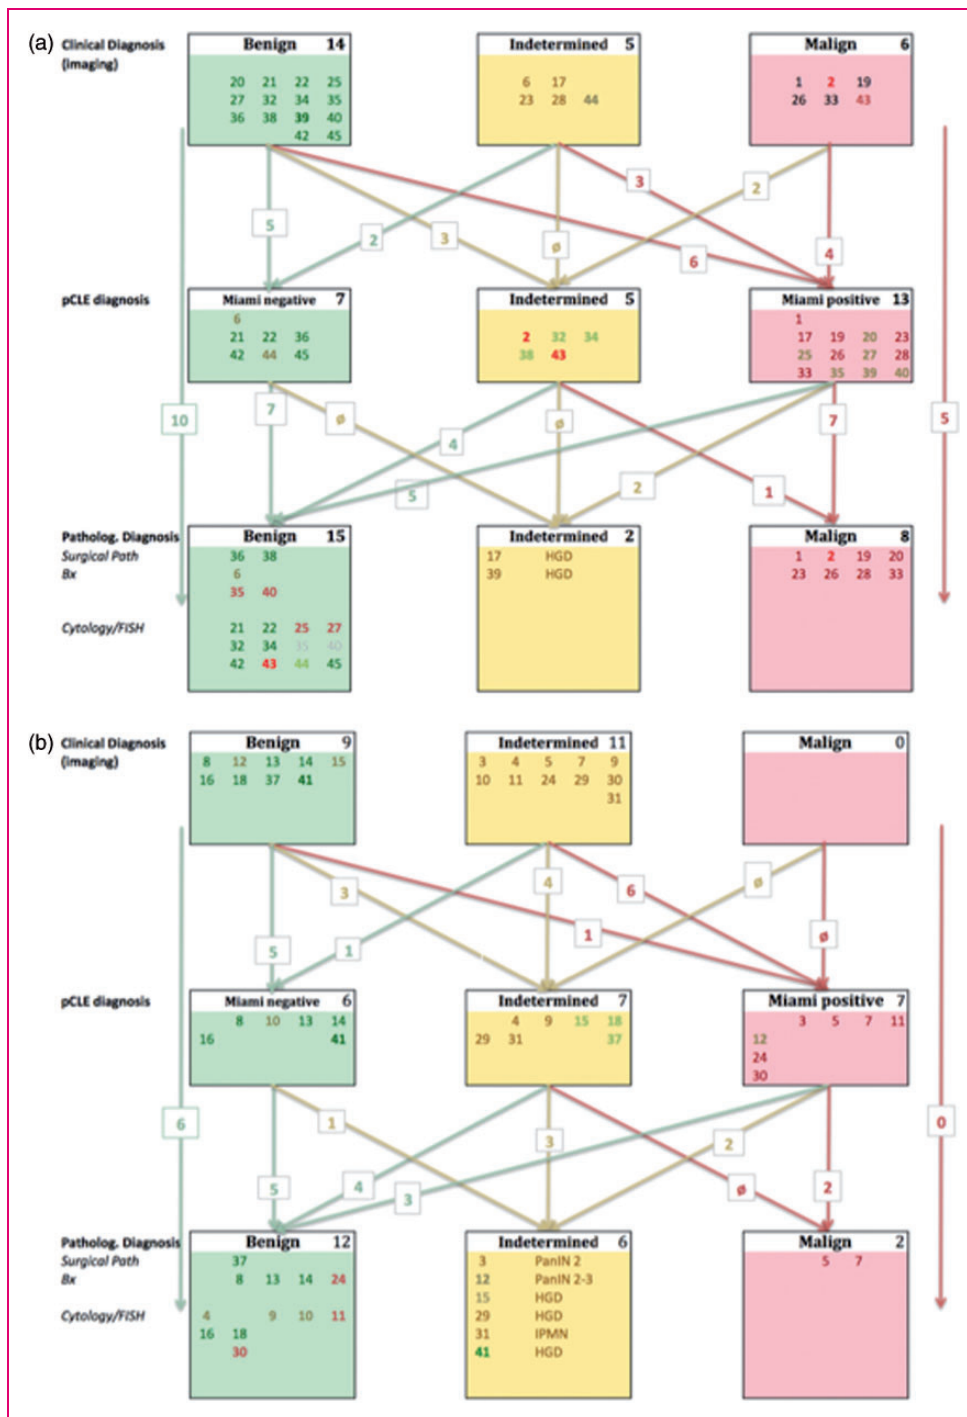 (a) Clinical Diagnosis (imaging)
Benign 14
20 21 22 25
27 32 34 35
36 38 39 40
42 45
Indetermined 5
6 17
23 28 44
Malign 6
1 2 19
26 33 43
3
2
5
2
3
ø
6
4
pCLE diagnosis
Miami negative 7
6
21 22 36
42 44 45
Indetermined 5
2 32 34
38 43
Miami positive 13
1
17 19 20 23
25 26 27 28
33 35 39 40
10
7
ø
4
ø
7
5
5
2
1
Patholog. Diagnosis
Surgical Path
Bx
Cytology/FISH
Benign 15
36 38
6
35 40
21 22 25 27
32 34 35 40
42 43 44 45
Indetermined 2
17 HGD
39 HGD
Malign 8
1 2 19 20
23 26 28 33
(b) Clinical Diagnosis (imaging)
Benign 9
8 12 13 14 15
16 18 37 41
Indetermined 11
3 4 5 7 9
10 11 24 29 30
31
Malign 0
3
4
6
ø
5
1
1
ø
pCLE diagnosis
Miami negative 6
8 10 13 14
16 41
Indetermined 7
4 9 15 18
29 31 37
Miami positive 7
3 5 7 11
12
24
30
6
1
3
2
0
5
4
3
ø
2
Patholog. Diagnosis
Surgical Path
Bx
Cytology/FISH
Benign 12
37
8 13 14 24
4 9 10 11
16 18
30
Indetermined 6
3 PanIN 2
12 PanIN 2-3
15 HGD
29 HGD
31 IPMN
41 HGD
Malign 2
5 7